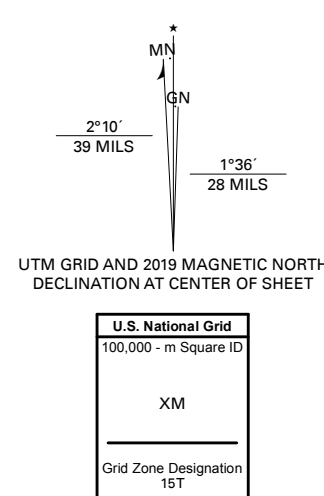 ★
MN
GN
2°10´
39 MILS
1°36´
28 MILS
UTM GRID AND 2019 MAGNETIC NORTH
DECLINATION AT CENTER OF SHEET
U.S. National Grid
100,000 - m Square ID
XM
Grid Zone Designation
15T